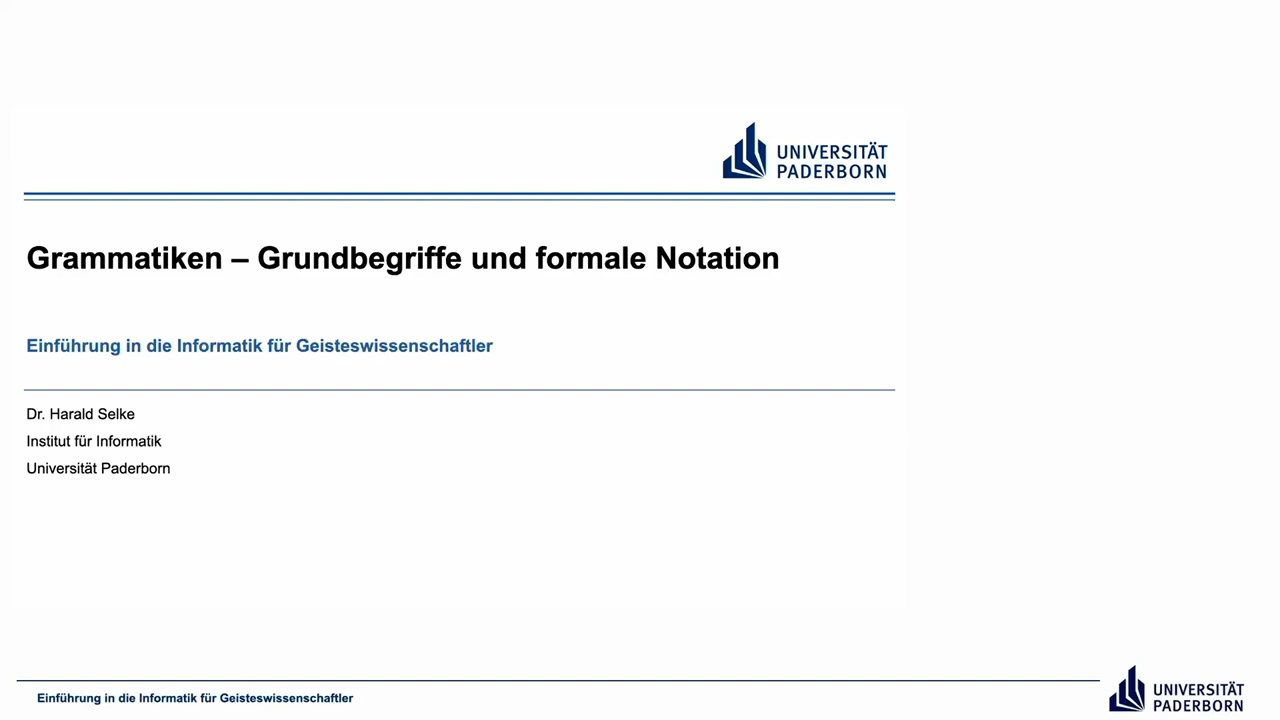 UNIVERSITÄT
PADERBORN
Grammatiken – Grundbegriffe und formale Notation
Einführung in die Informatik für Geisteswissenschaftler
Dr. Harald Selke
Institut für Informatik
Universität Paderborn
Einführung in die Informatik für Geisteswissenschaftler
UNIVERSITÄT
PADERBORN